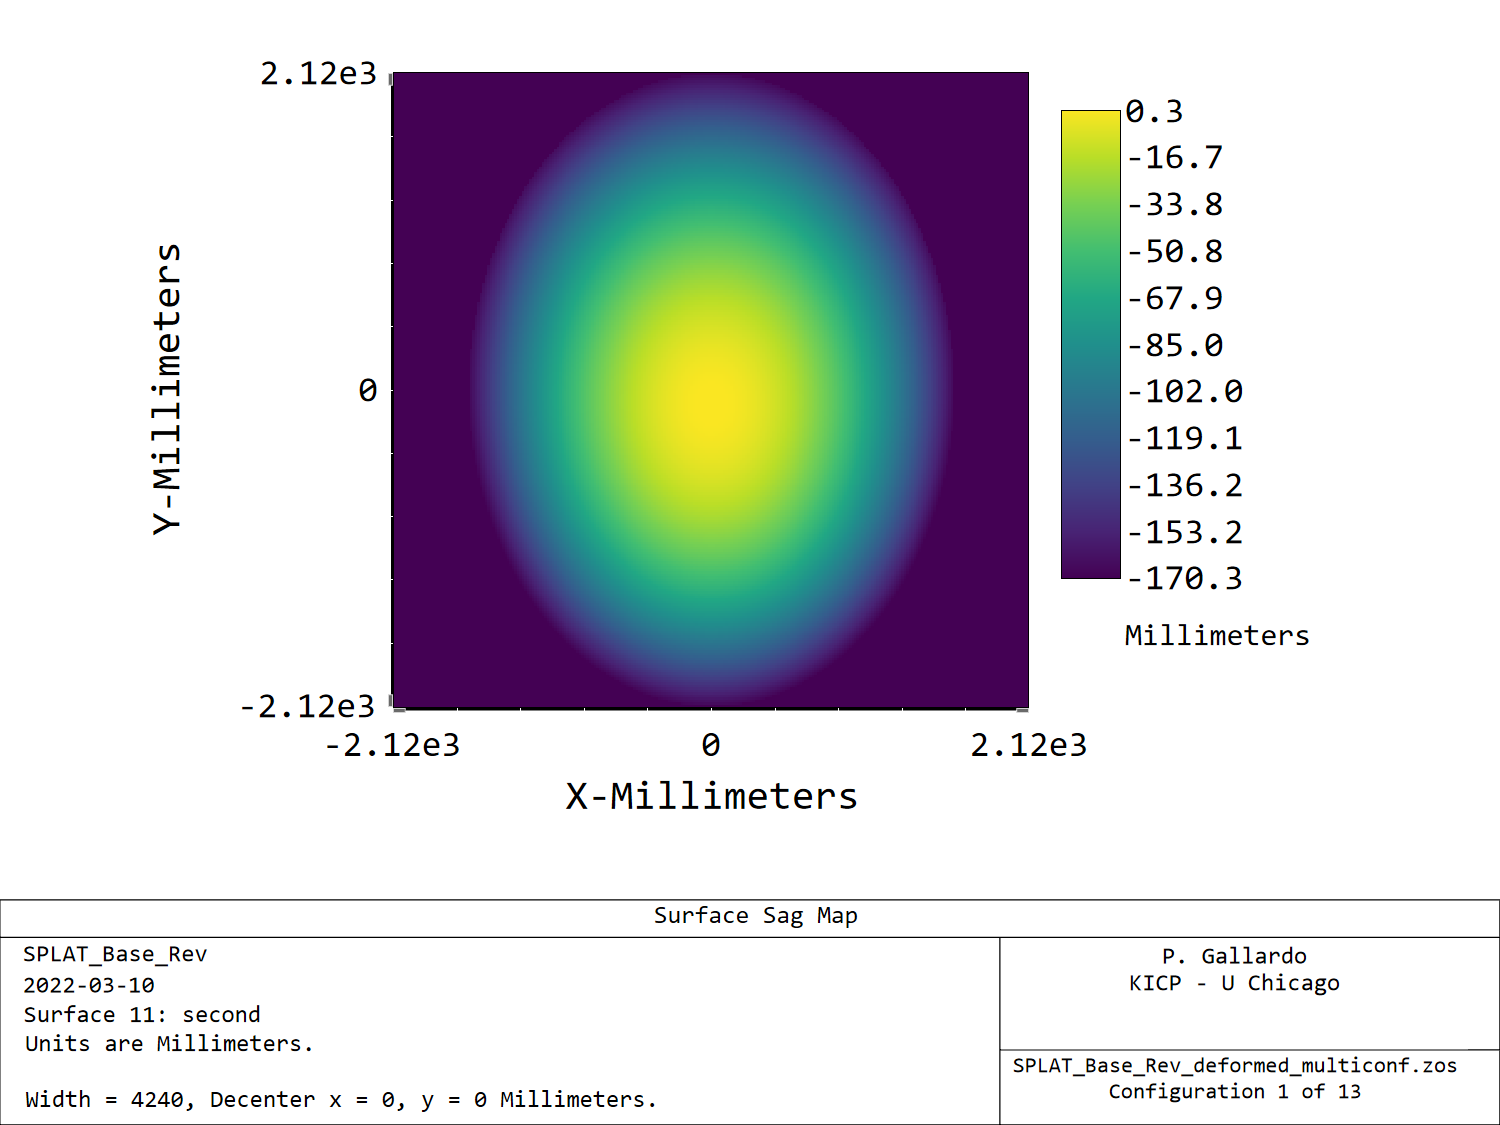 2.12e3
0
-2.12e3
Y-Millimeters
-2.12e3
0
2.12e3
X-Millimeters
0.3
-16.7
-33.8
-50.8
-67.9
-85.0
-102.0
-119.1
-136.2
-153.2
-170.3
Millimeters
Surface Sag Map
SPLAT_Base_Rev
2022-03-10
Surface 11: second
Units are Millimeters.
Width = 4240, Decenter x = 0, y = 0 Millimeters.
P. Gallardo
KICP - U Chicago
SPLAT_Base_Rev_deformed_multiconf.zos
Configuration 1 of 13